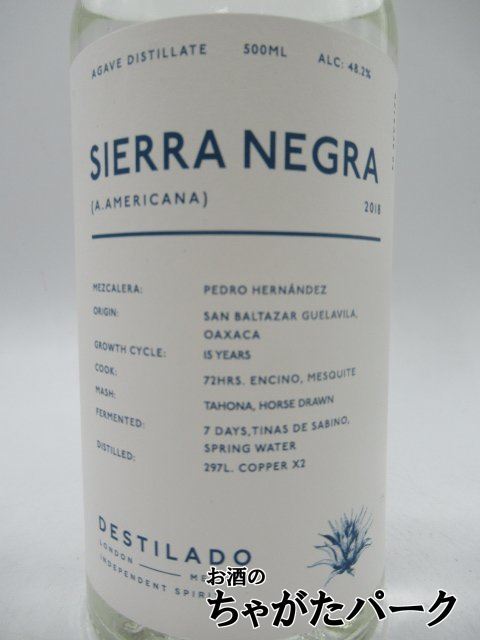 AGAVE DISTILLATE 500ML ALC: 48.2%
SIERRA NEGRA
(A.AMERICANA) 2018
MEZCALERA: PEDRO HERNÁNDEZ
ORIGIN: SAN BALTAZAR GUELAVILA,
OAXACA
GROWTH CYCLE: 15 YEARS
COOK: 72HRS. ENCINO, MESQUITE
MASH: TAHONA, HORSE DRAWN
FERMENTED: 7 DAYS,TINAS DE SABINO,
SPRING WATER
DISTILLED: 297L. COPPER X2
DESTILADO
LONDON
INDEPENDENT
お酒の
ちゃがたパーク